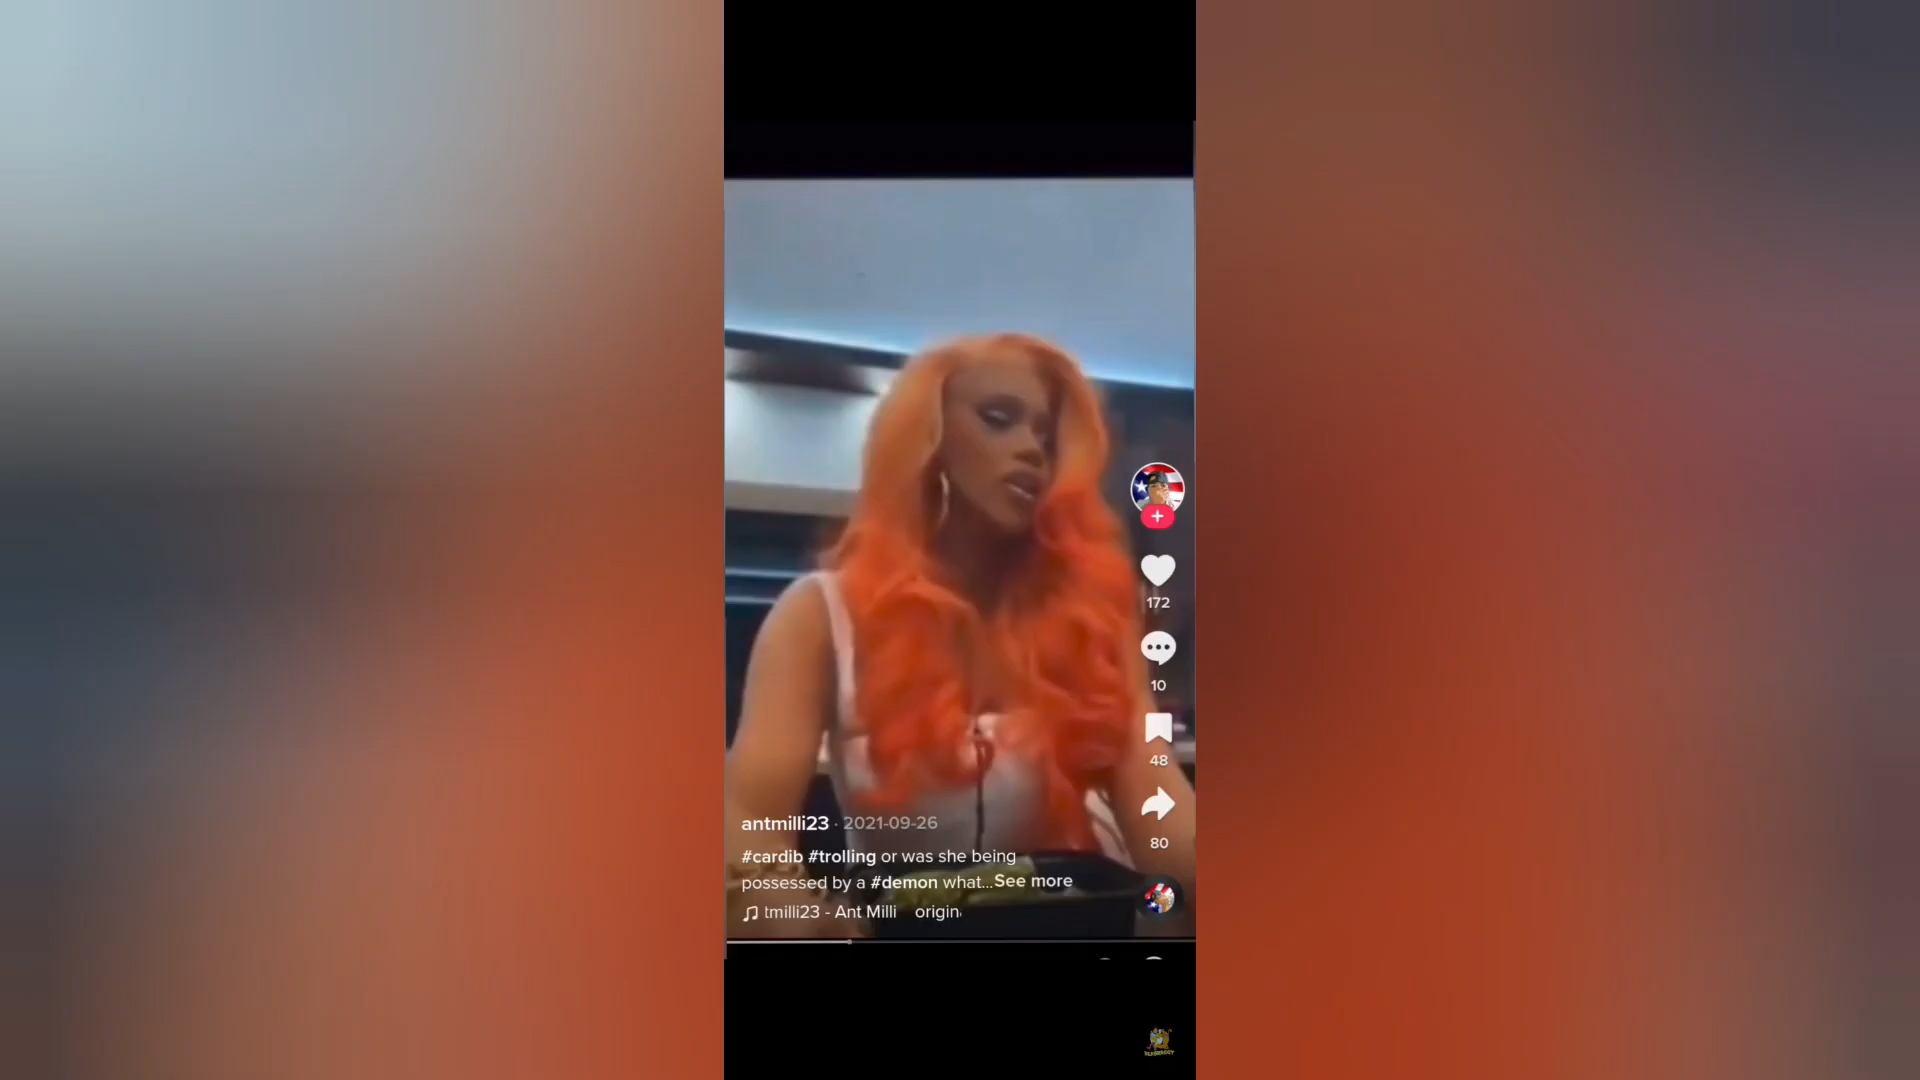 172
10
48
80
antmilli23 · 2021-09-26
#cardib #trolling or was she being
possessed by a #demon what...See more
tmilli23 - Ant Milli origin